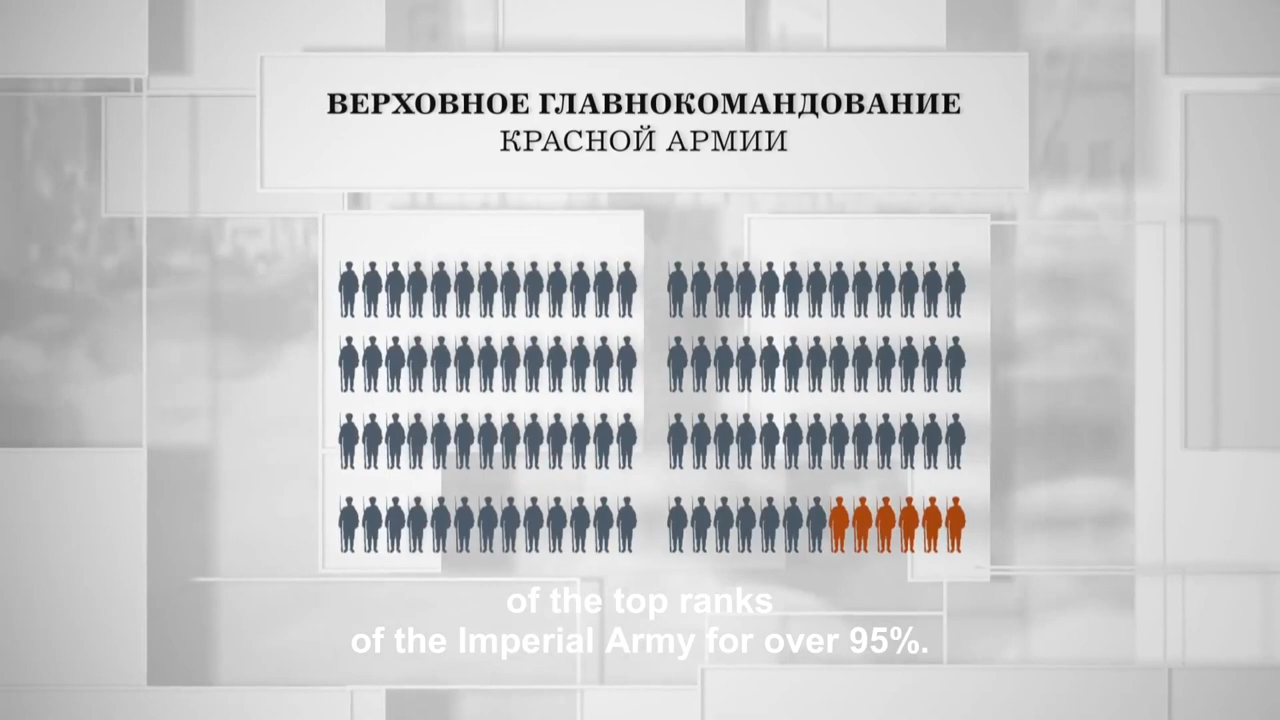 ВЕРХОВНОЕ ГЛАВНОКОМАНДОВАНИЕ
КРАСНОЙ АРМИИ
of the top ranks
of the Imperial Army for over 95%.